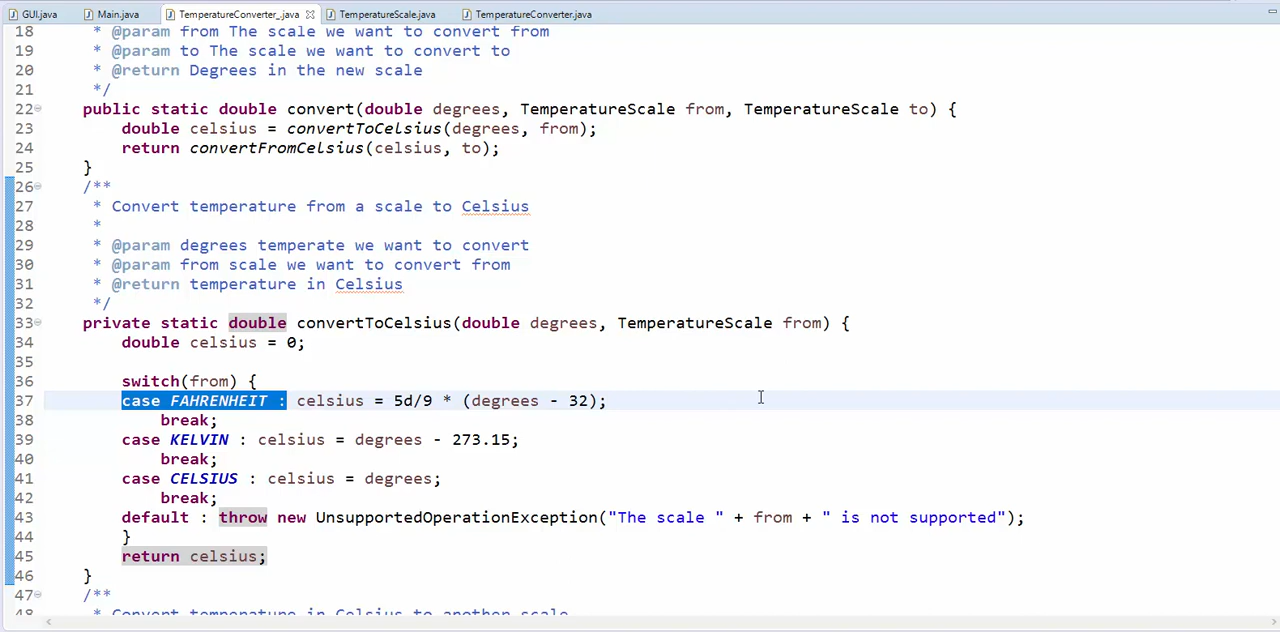 GUI.java Main.java TemperatureConverter_.java TemperatureScale.java TemperatureConverter.java
18 * @param from The scale we want to convert from
19 * @param to The scale we want to convert to
20 * @return Degrees in the new scale
21 */
22 public static double convert(double degrees, TemperatureScale from, TemperatureScale to) {
23 double celsius = convertToCelsius(degrees, from);
24 return convertFromCelsius(celsius, to);
25 }
26 /**
27 * Convert temperature from a scale to Celsius
28 *
29 * @param degrees temperate we want to convert
30 * @param from scale we want to convert from
31 * @return temperature in Celsius
32 */
33 private static double convertToCelsius(double degrees, TemperatureScale from) {
34 double celsius = 0;
35
36 switch(from) {
37 case FAHRENHEIT : celsius = 5d/9 * (degrees - 32);
38 break;
39 case KELVIN : celsius = degrees - 273.15;
40 break;
41 case CELSIUS : celsius = degrees;
42 break;
43 default : throw new UnsupportedOperationException("The scale " + from + " is not supported");
44 }
45 return celsius;
46 }
47 /**
48 * Convert temperature in Celsius to another scale